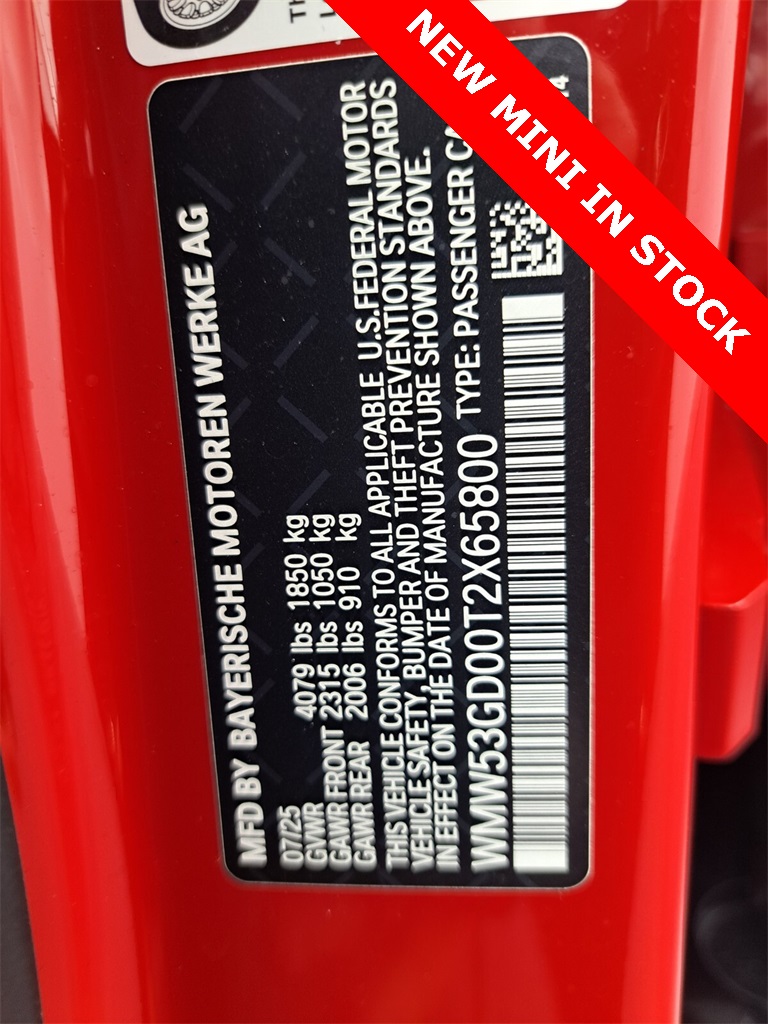 NEW MINI IN STOCK
MFD BY BAYERISCHE MOTOREN WERKE AG
07/25
GVWR 4079 lbs 1850 kg
GAWR FRONT 2315 lbs 1050 kg
GAWR REAR 2006 lbs 910 kg
THIS VEHICLE CONFORMS TO ALL APPLICABLE U.S.FEDERAL MOTOR
VEHICLE SAFETY, BUMPER AND THEFT PREVENTION STANDARDS
IN EFFECT ON THE DATE OF MANUFACTURE SHOWN ABOVE.
WMW53GD00T2X65800 TYPE: PASSENGER